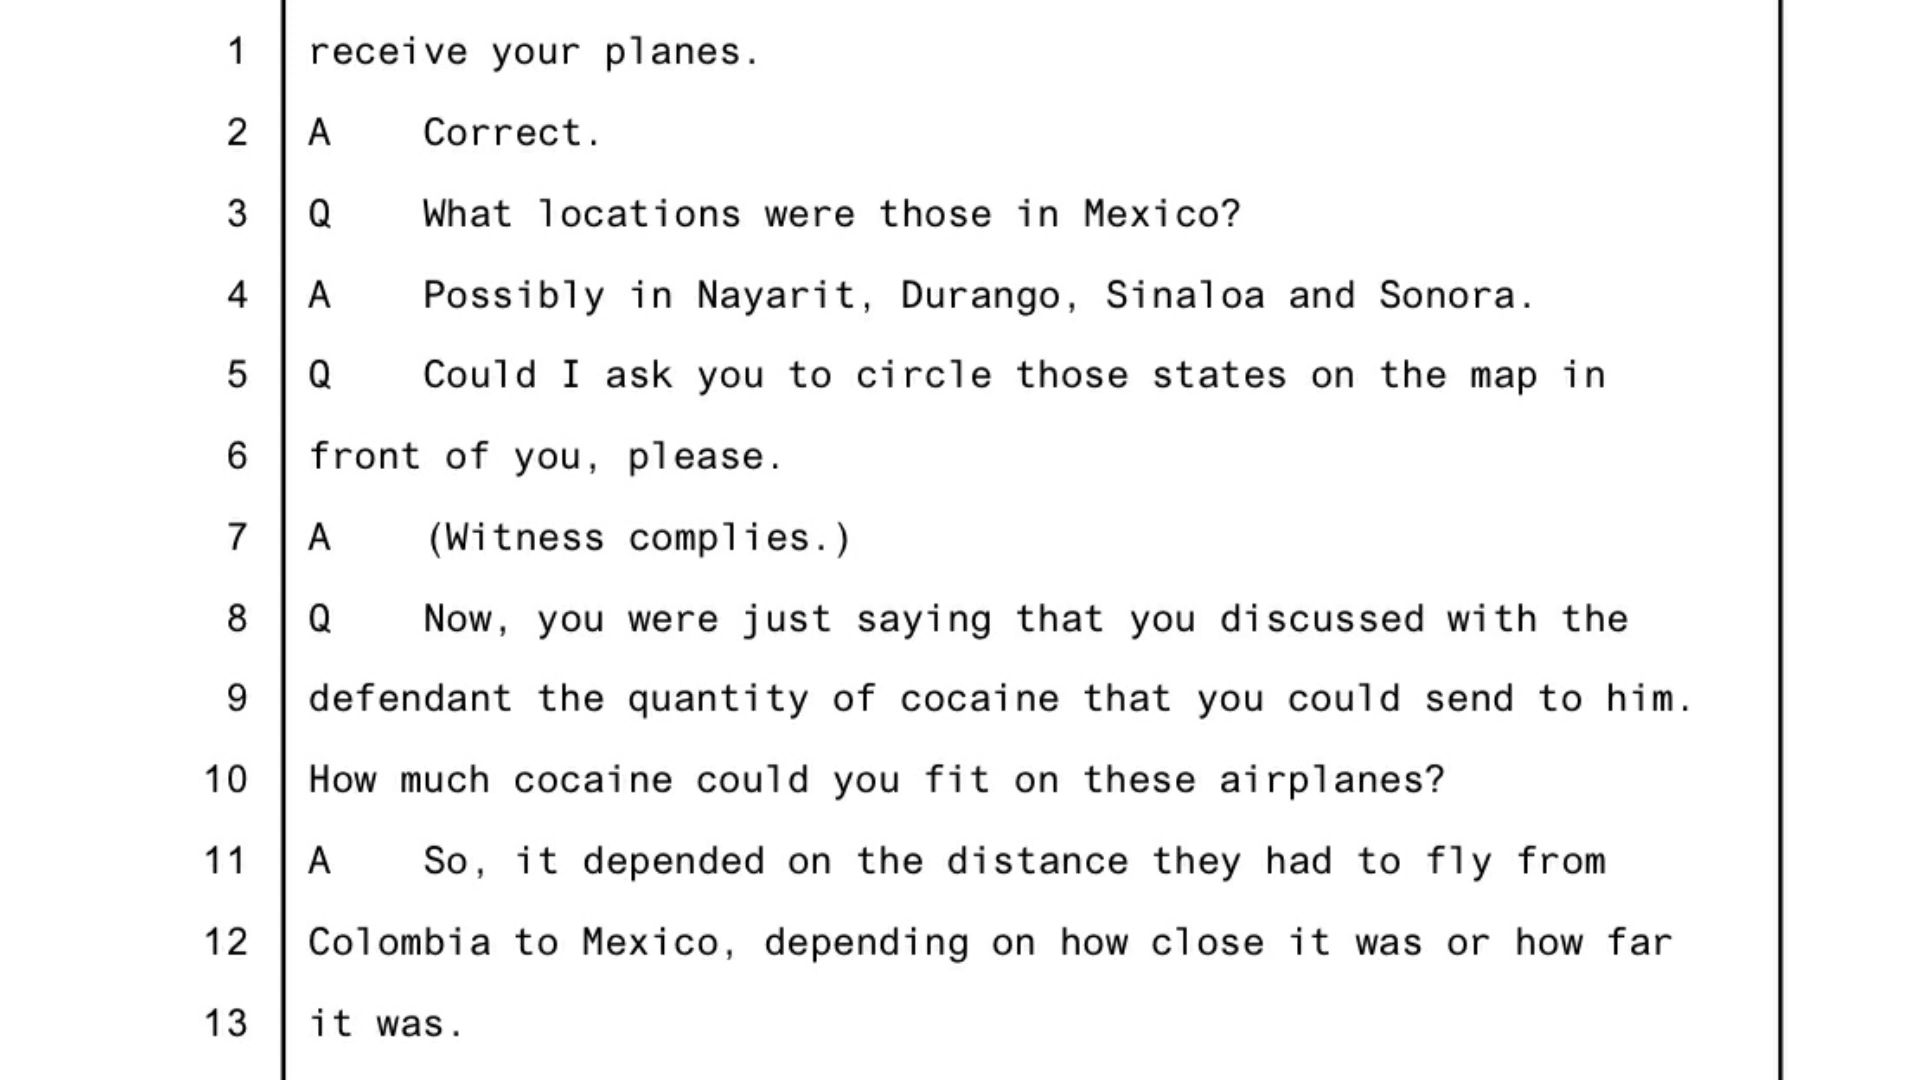 1 receive your planes.
2 A Correct.
3 Q What locations were those in Mexico?
4 A Possibly in Nayarit, Durango, Sinaloa and Sonora.
5 Q Could I ask you to circle those states on the map in
6 front of you, please.
7 A (Witness complies.)
8 Q Now, you were just saying that you discussed with the
9 defendant the quantity of cocaine that you could send to him.
10 How much cocaine could you fit on these airplanes?
11 A So, it depended on the distance they had to fly from
12 Colombia to Mexico, depending on how close it was or how far
13 it was.